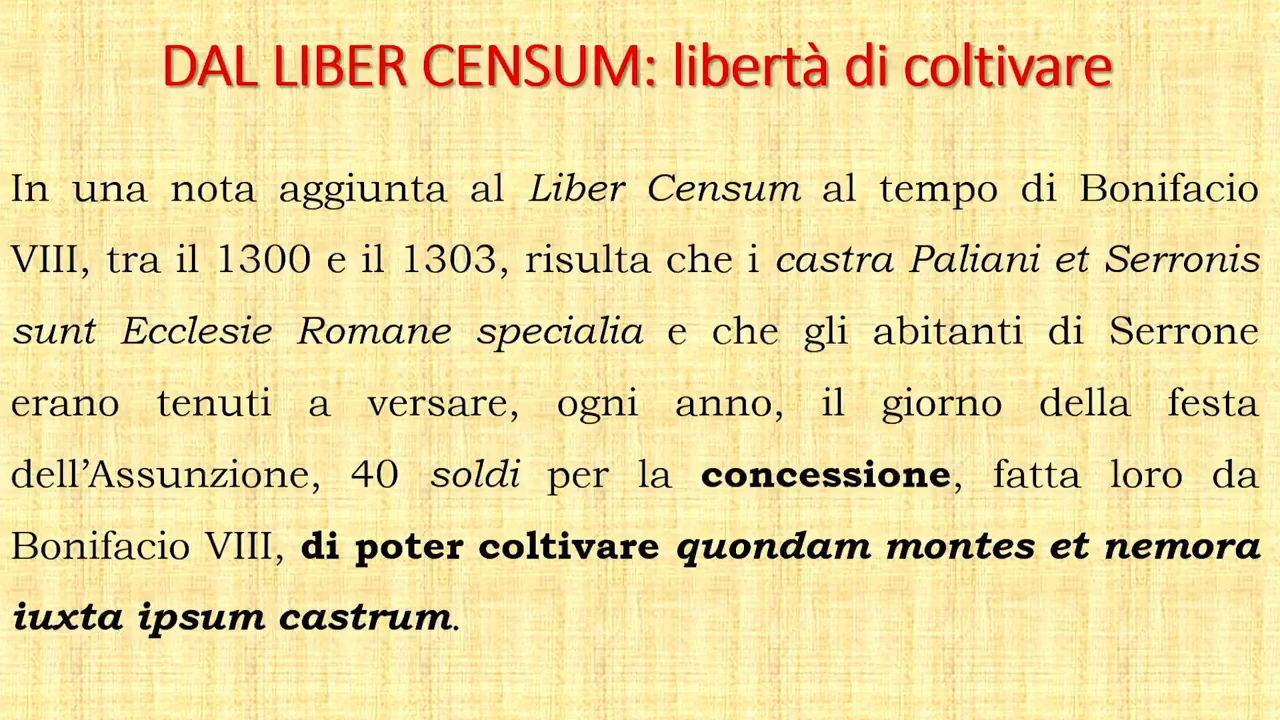 DAL LIBER CENSUM: libertà di coltivare
In una nota aggiunta al Liber Censum al tempo di Bonifacio
VIII, tra il 1300 e il 1303, risulta che i castra Paliani et Serronis
sunt Ecclesie Romane specialia e che gli abitanti di Serrone
erano tenuti a versare, ogni anno, il giorno della festa
dell’Assunzione, 40 soldi per la concessione, fatta loro da
Bonifacio VIII, di poter coltivare quondam montes et nemora
iuxta ipsum castrum.